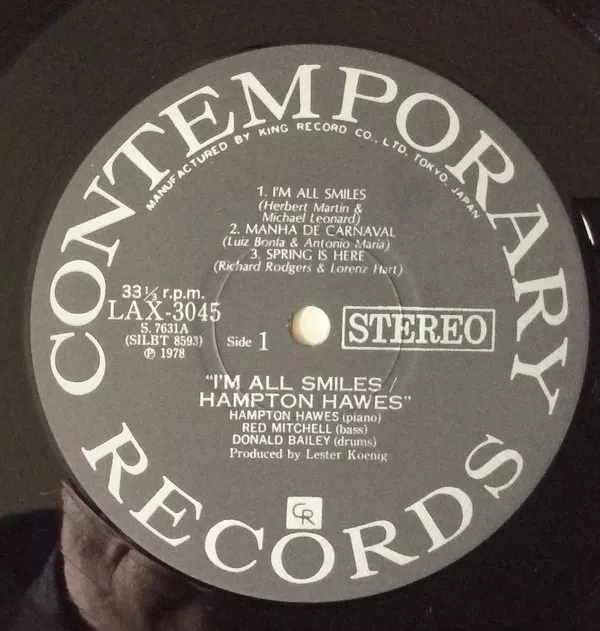 CONTEMPORARY
MANUFACTURED BY KING RECORD CO., LTD. TOKYO. JAPAN
1. I'M ALL SMILES
(Herbert Martin &
Michael Leonard)
2. MANHA DE CARNAVAL
(Luiz Bonfa & Antonio Maria)
3. SPRING IS HERE
(Richard Rodgers & Lorenz Hart)
33⅓ r.p.m.
LAX-3045
S. 7631A
(SILBT 8593)
℗ 1978
Side 1
STEREO
"I'M ALL SMILES /
HAMPTON HAWES"
HAMPTON HAWES (piano)
RED MITCHELL (bass)
DONALD BAILEY (drums)
Produced by Lester Koenig
CR
RECORDS